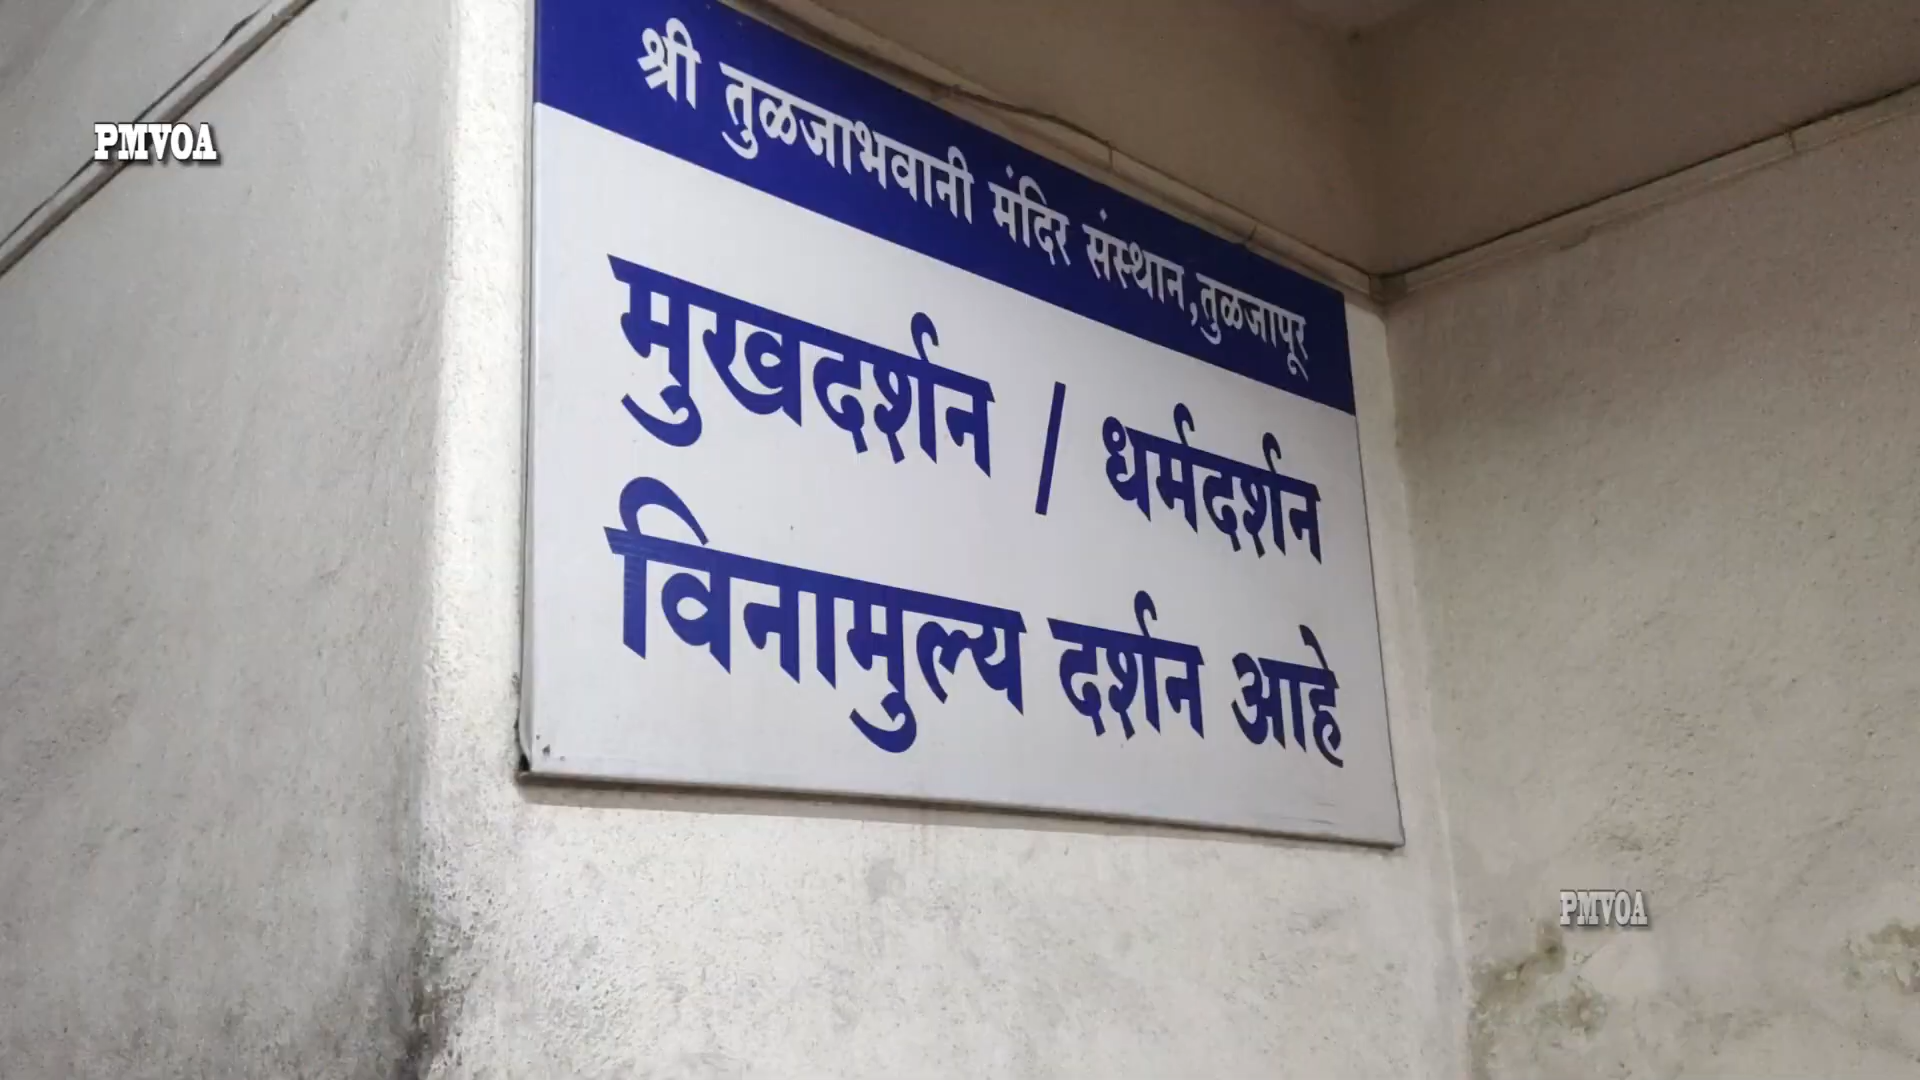 श्री तुळजाभवानी मंदिर संस्थान,तुळजापूर
PMVOA
मुखदर्शन / धर्मदर्शन
विनामुल्य दर्शन आहे
PMVOA